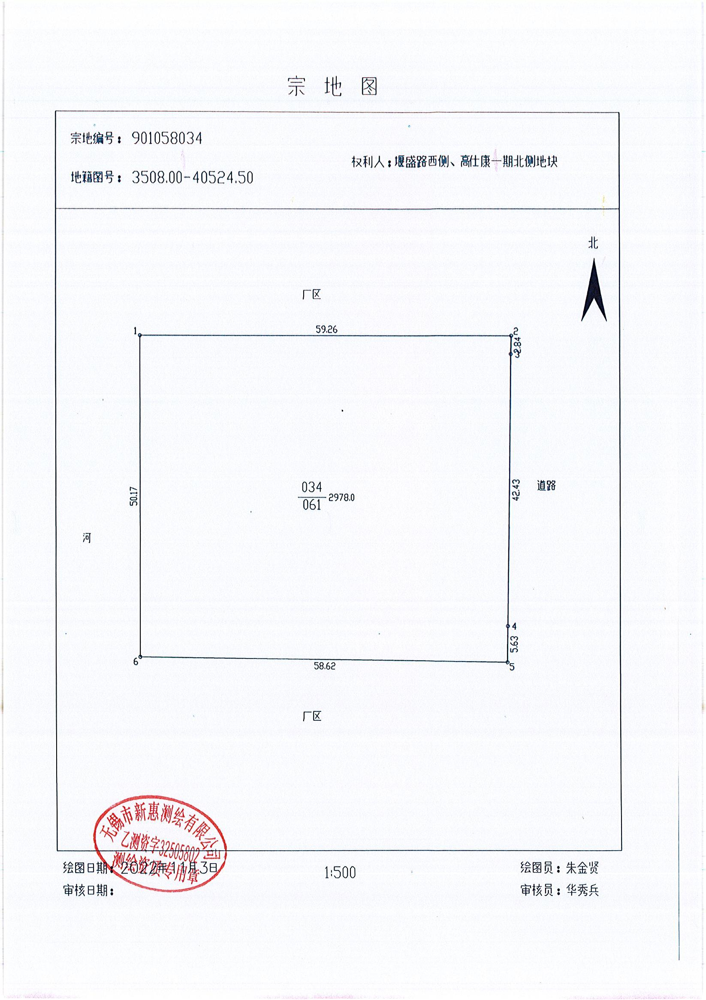 宗 地 图
宗地编号： 901058034
权利人：堰盛路西侧、高仕康一期北侧地块
地籍图号： 3508.00-40524.50
北
厂区
1
59.26
2
2.84
3
50.17
034
061
2978.0
42.43
道路
河
4
5.63
6
58.62
5
厂区
无锡市新惠测绘有限公司
乙测资字32505802
测绘资质专用章
绘图日期：2022年11月3日
1:500
绘图员：朱金贤
审核日期：
审核员：华秀兵